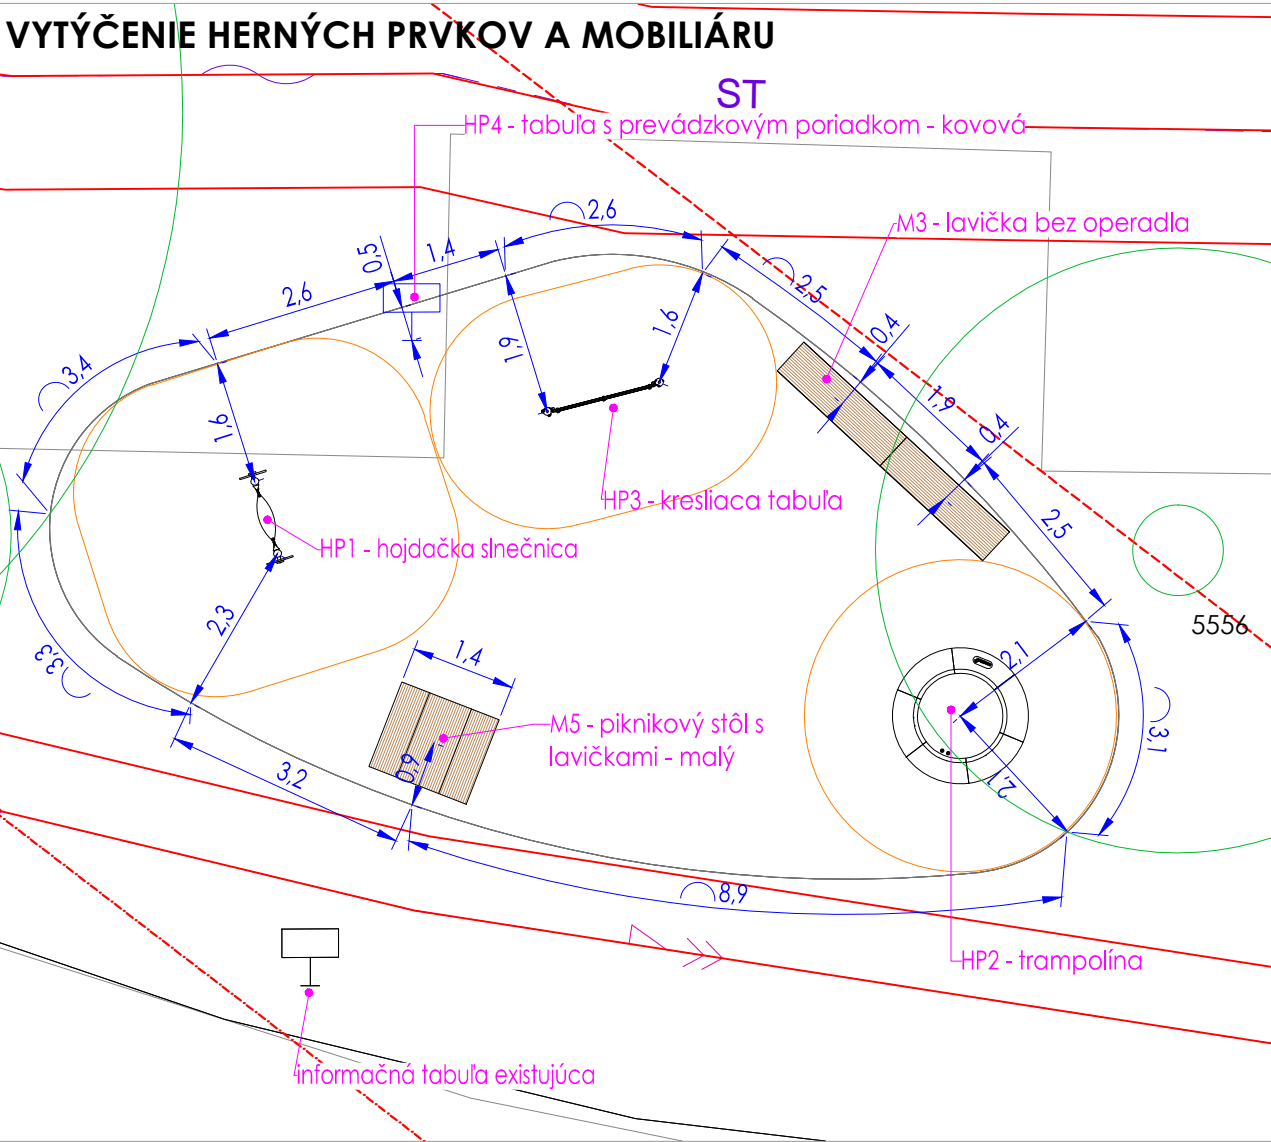 VYTÝČENIE HERNÝCH PRVKOV A MOBILIÁRU
ST
HP4 - tabuľa s prevádzkovým poriadkom - kovová
2,6
M3 - lavička bez operadla
0,5
1,4
2,6
2,5
1,6
0,4
1,9
3,4
1,9
1,6
0,4
HP3 - kresliaca tabuľa
2,5
HP1 - hojdačka slnečnica
2,3
5556
3,3
1,4
2,1
M5 - piknikový stôl s
lavičkami - malý
3,1
0,9
3,2
2,1
8,9
HP2 - trampolína
informačná tabuľa existujúca